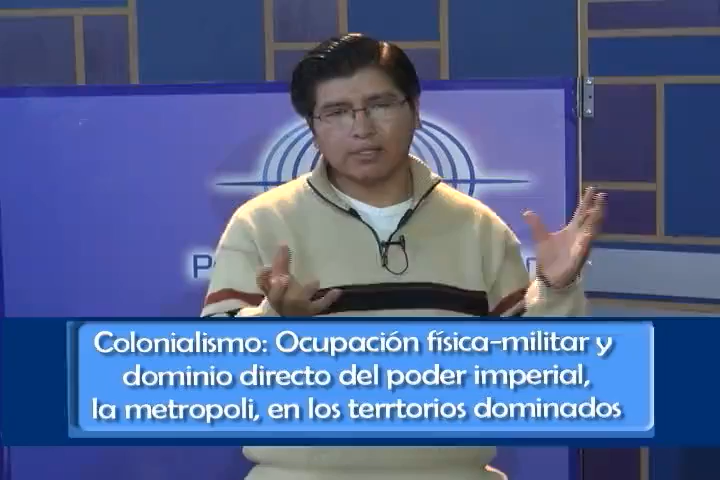 Colonialismo: Ocupación física-militar y
dominio directo del poder imperial,
la metropoli, en los terrtorios dominados